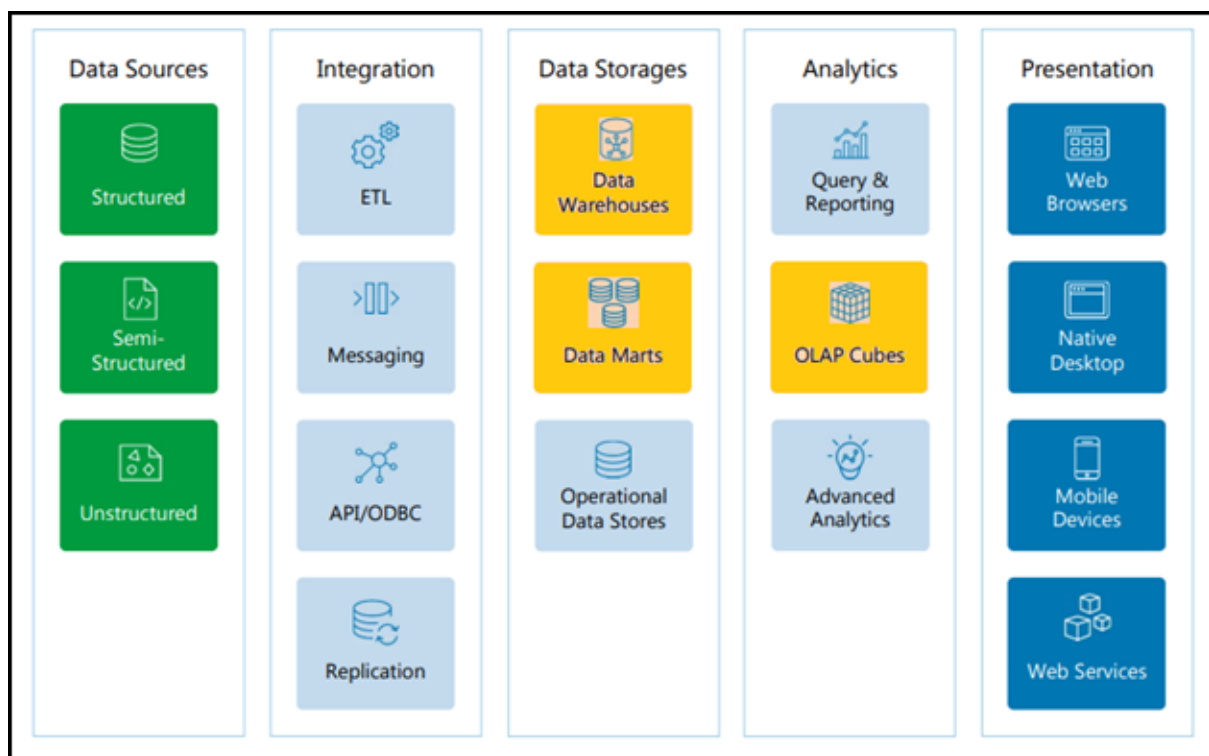 Data Sources
Structured
Semi-
Structured
Unstructured
Integration
ETL
Messaging
API/ODBC
Replication
Data Storages
Data
Warehouses
Data Marts
Operational
Data Stores
Analytics
Query &
Reporting
OLAP Cubes
Advanced
Analytics
Presentation
Web
Browsers
Native
Desktop
Mobile
Devices
Web Services